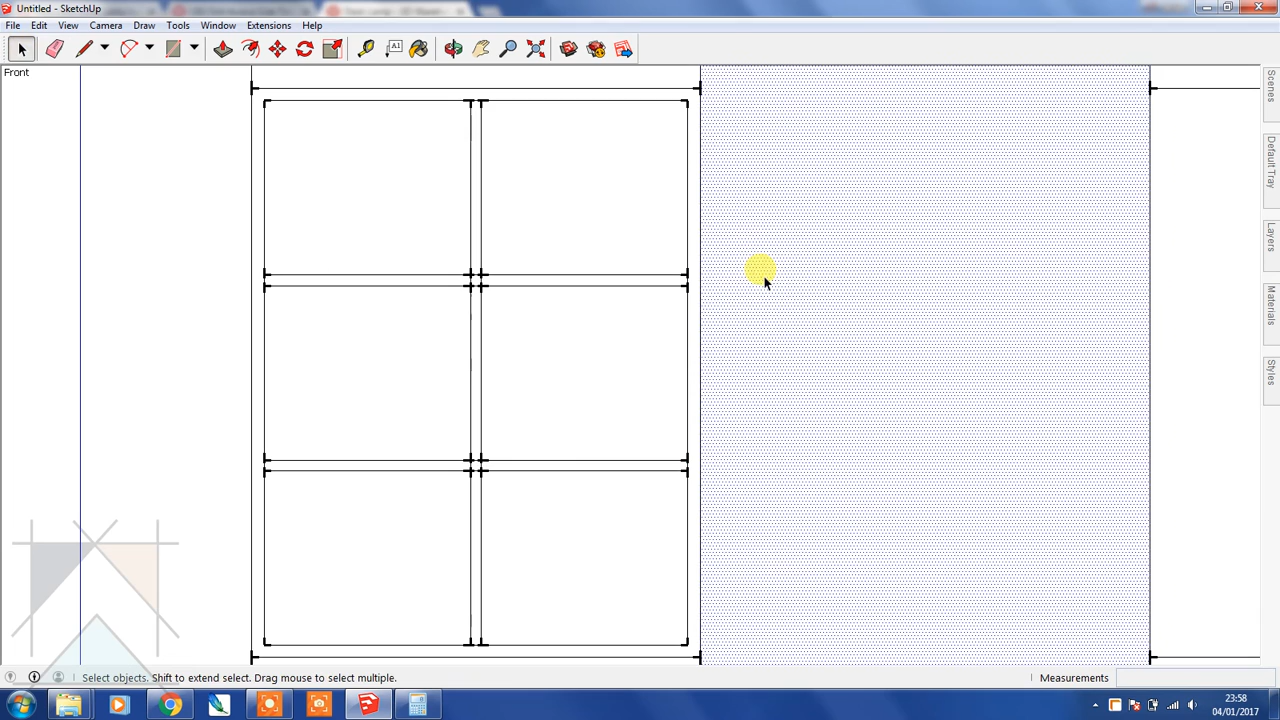 Untitled - SketchUp
File Edit View Camera Draw Tools Window Extensions Help
A1
Front
Scenes
Default Tray
Layers
Materials
Styles
Select objects. Shift to extend select. Drag mouse to select multiple.
Measurements
23:58
04/01/2017